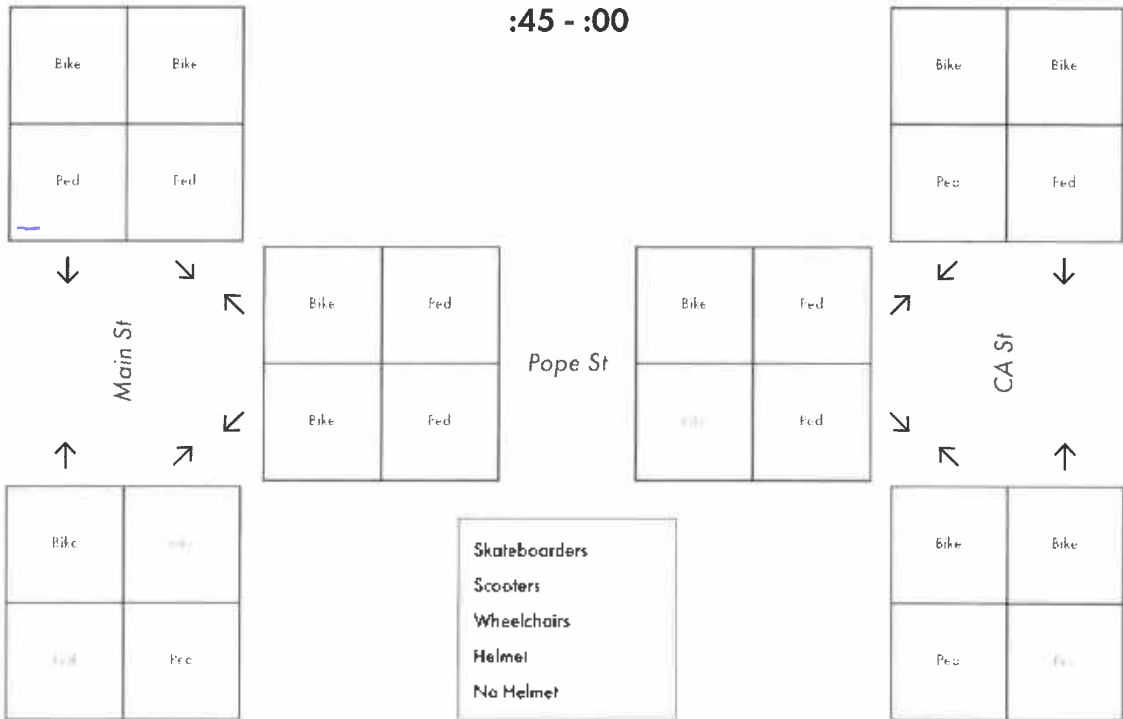 :45 - :00
Bike Bike
Ped Ped
Bike Bike
Ped Ped
Main St
Bike Ped
Bike Ped
Pope St
Bike Ped
Ped
CA St
Bike
Ped
Skateboarders
Scooters
Wheelchairs
Helmet
No Helmet
Bike Bike
Ped